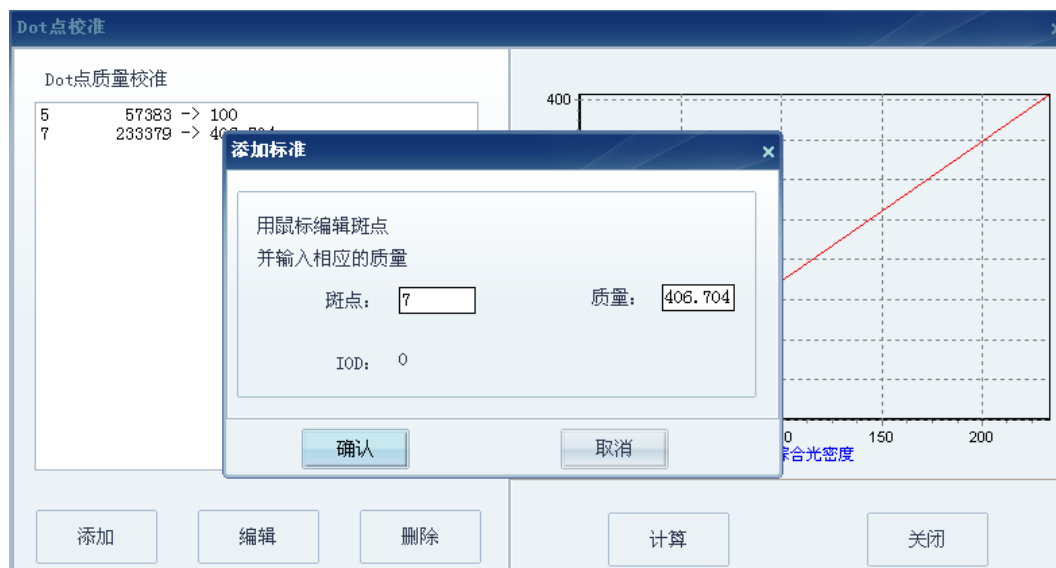 Dot点校准
Dot点质量校准
5 57383 -> 100
7 233379 ->
添加标准
用鼠标编辑斑点
并输入相应的质量
斑点: 7
质量: 406.704
IOD: 0
确认
取消
400
150
200
综合光密度
添加
编辑
删除
计算
关闭